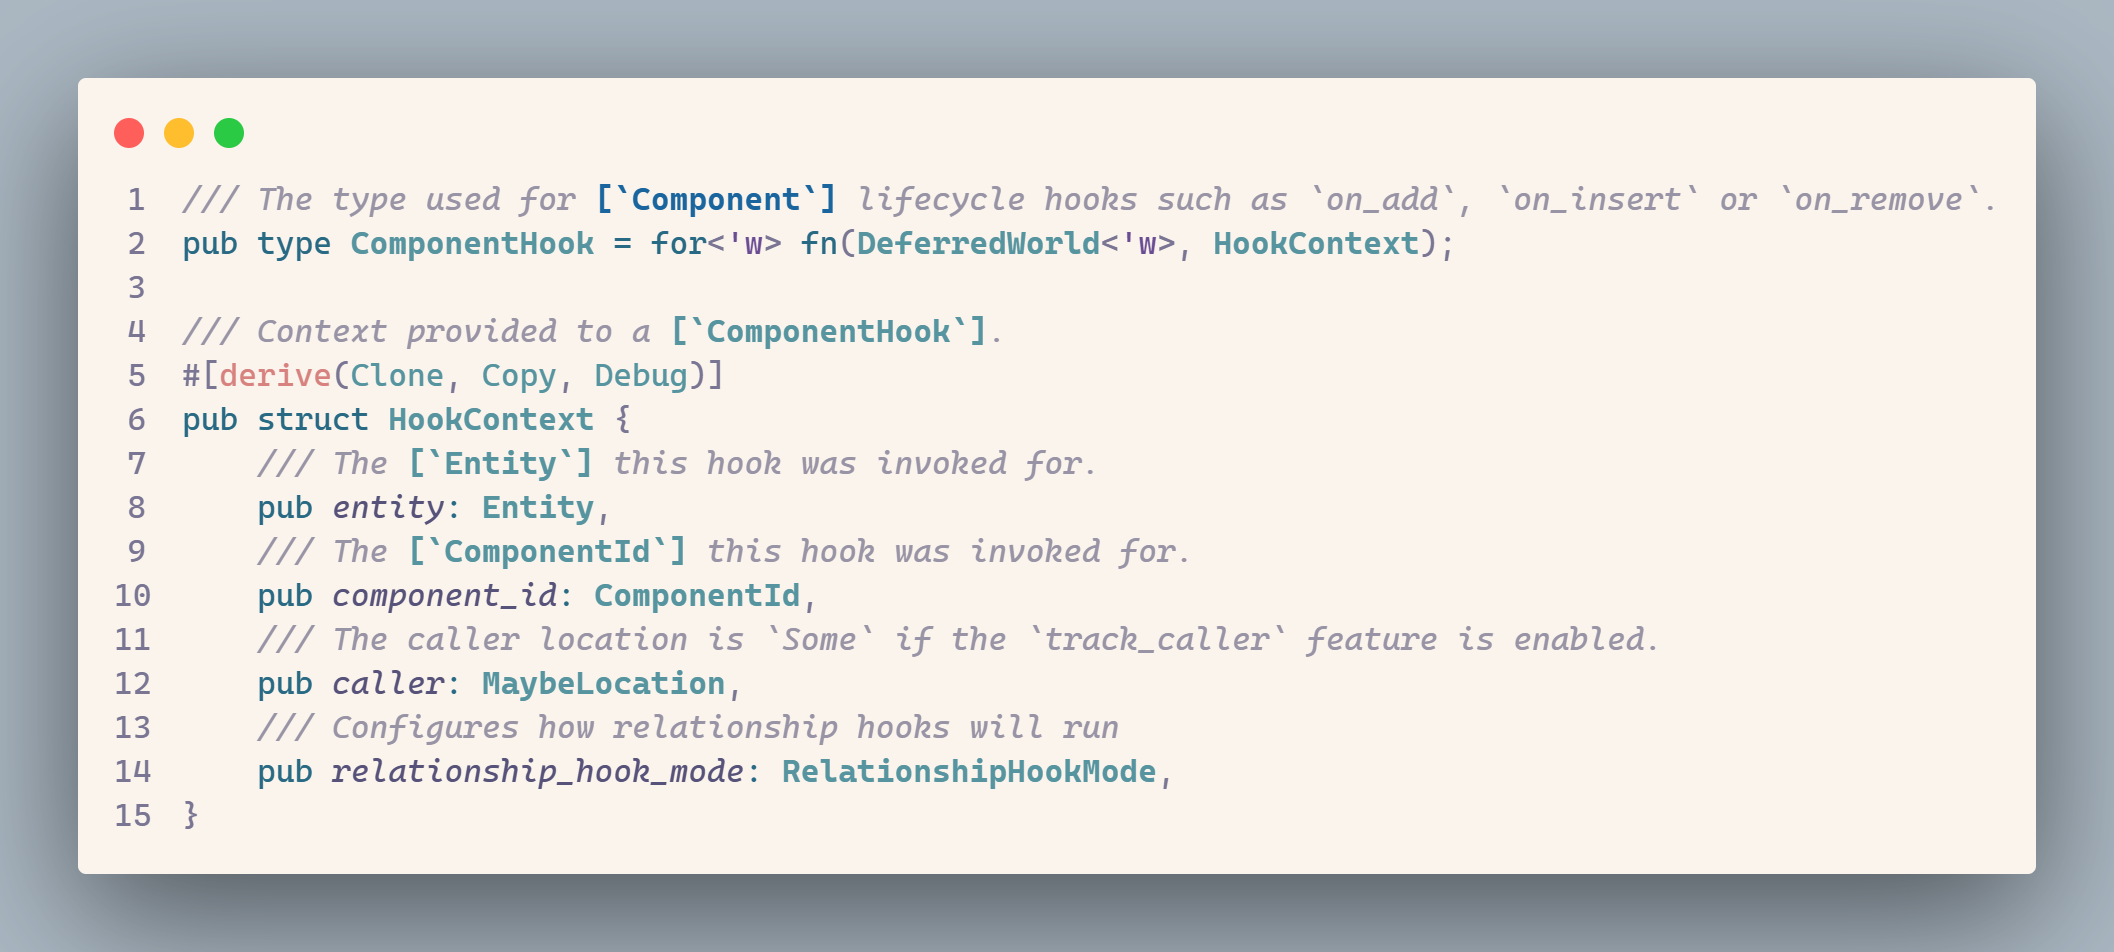 1 /// The type used for [`Component`] lifecycle hooks such as `on_add`, `on_insert` or `on_remove`.
2 pub type ComponentHook = for<'w> fn(DeferredWorld<'w>, HookContext);
3
4 /// Context provided to a [`ComponentHook`].
5 #[derive(Clone, Copy, Debug)]
6 pub struct HookContext {
7     /// The [`Entity`] this hook was invoked for.
8     pub entity: Entity,
9     /// The [`ComponentId`] this hook was invoked for.
10     pub component_id: ComponentId,
11     /// The caller location is `Some` if the `track_caller` feature is enabled.
12     pub caller: MaybeLocation,
13     /// Configures how relationship hooks will run
14     pub relationship_hook_mode: RelationshipHookMode,
15 }